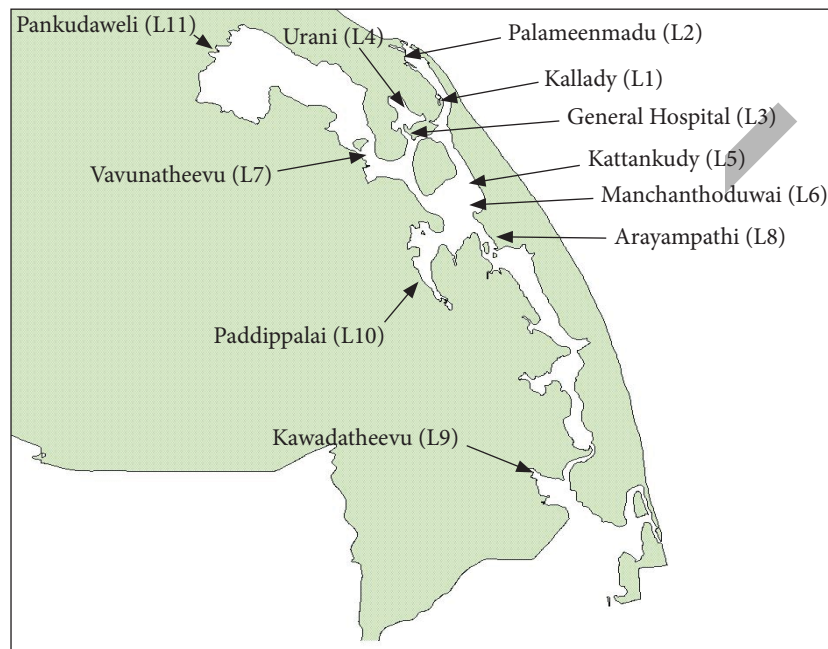 Pankudaweli (L11)
Urani (L4)
Palameenmadu (L2)
Kallady (L1)
General Hospital (L3)
Kattankudy (L5)
Vavunatheevu (L7)
Manchanthoduwai (L6)
Arayampathi (L8)
Paddippalai (L10)
Kawadatheevu (L9)